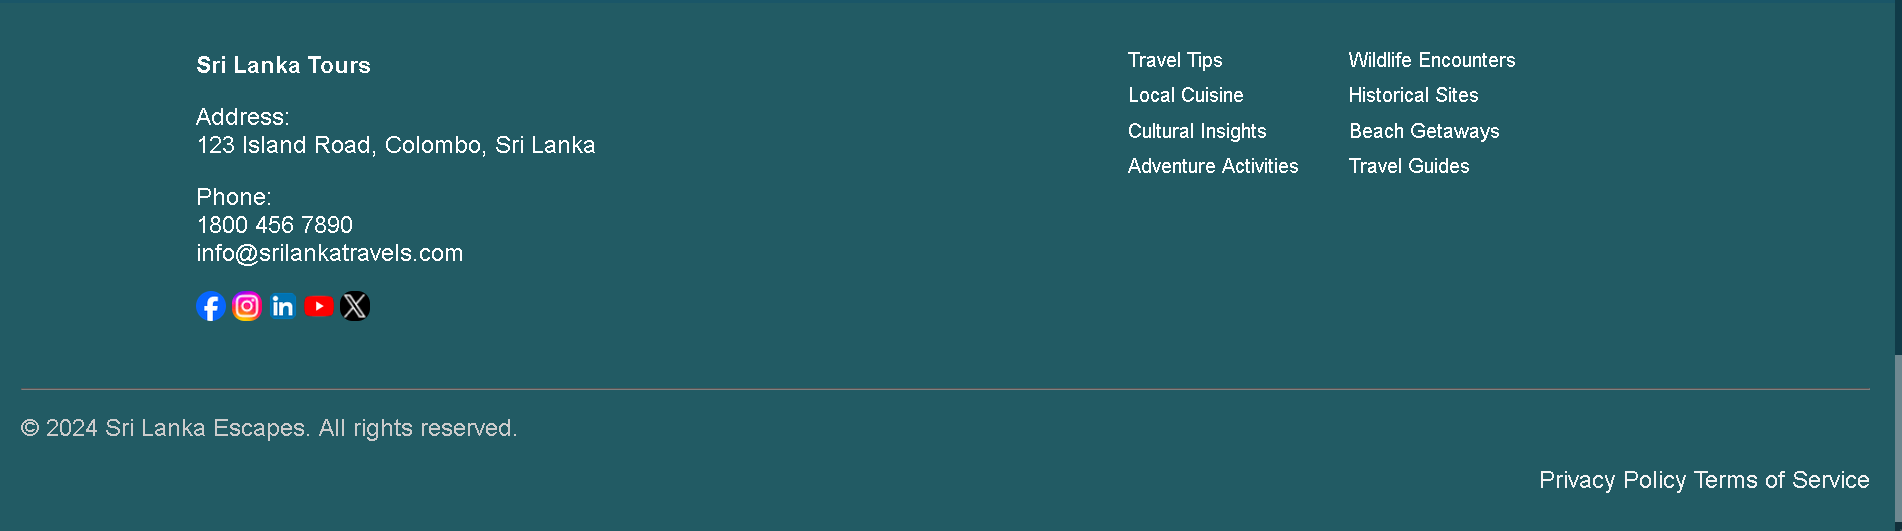 Sri Lanka Tours
Address:
123 Island Road, Colombo, Sri Lanka
Phone:
1800 456 7890
info@srilankatravels.com
Travel Tips
Local Cuisine
Cultural Insights
Adventure Activities
Wildlife Encounters
Historical Sites
Beach Getaways
Travel Guides
© 2024 Sri Lanka Escapes. All rights reserved.
Privacy Policy Terms of Service